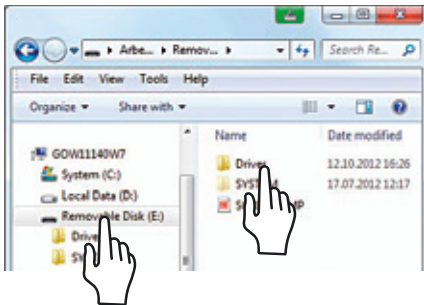 Arbe... Remov...
Search Re...
File Edit View Tools Help
Organize Share with
Name Date modified
GOW11140W7
System (C:)
Local Data (D:)
Removable Disk (E:)
Driver 12.10.2012 16:26
17.07.2012 12:17